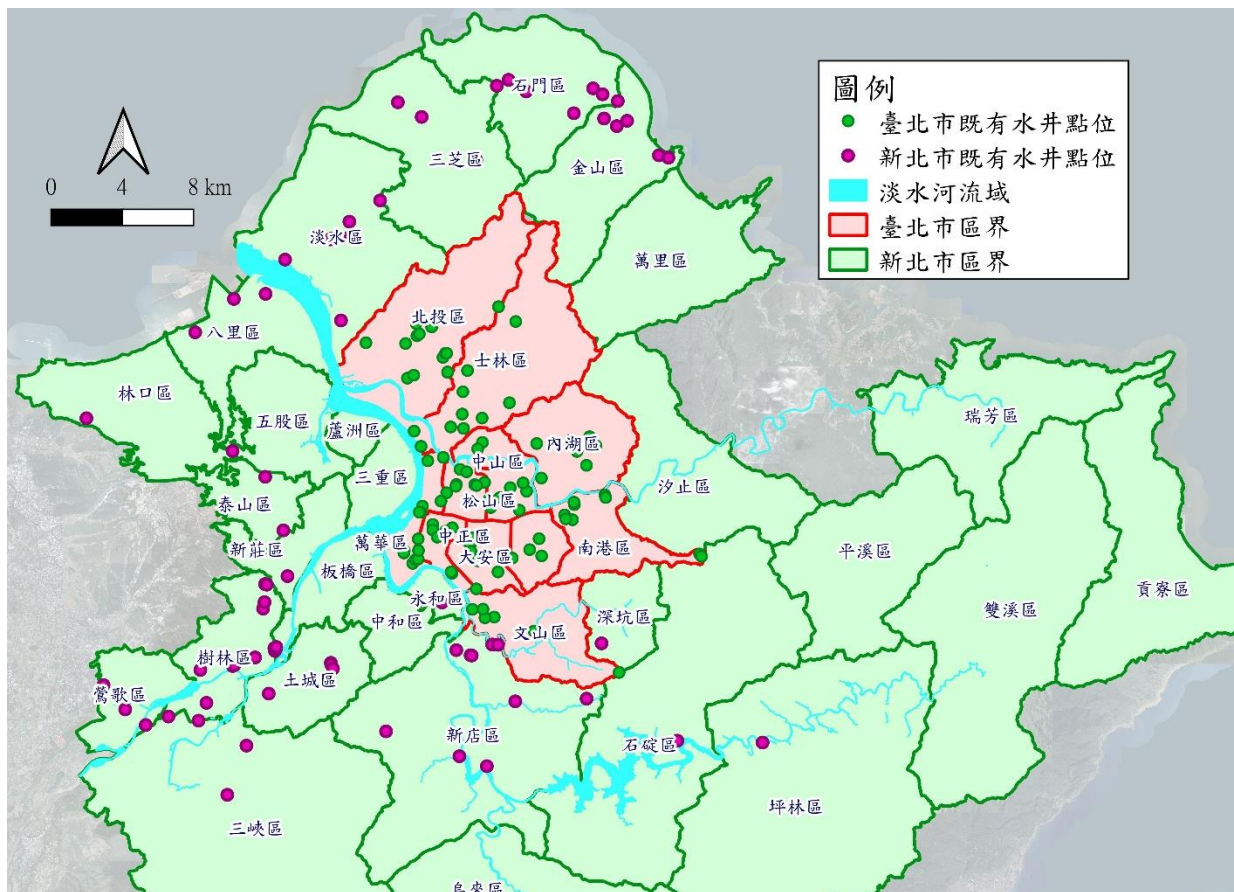 圖例
臺北市既有水井點位
新北市既有水井點位
淡水河流域
臺北市區界
新北市區界
0 4 8 km
石門區
三芝區
金山區
淡水區
萬里區
北投區
八里區
士林區
林口區
五股區
蘆洲區
瑞芳區
內湖區
中山區
三重區
汐止區
松山區
泰山區
新莊區
萬華區
中正區
大安區
南港區
平溪區
板橋區
貢寮區
永和區
雙溪區
中和區
文山區
深坑區
樹林區
土城區
鶯歌區
新店區
石碇區
坪林區
三峽區
烏來區